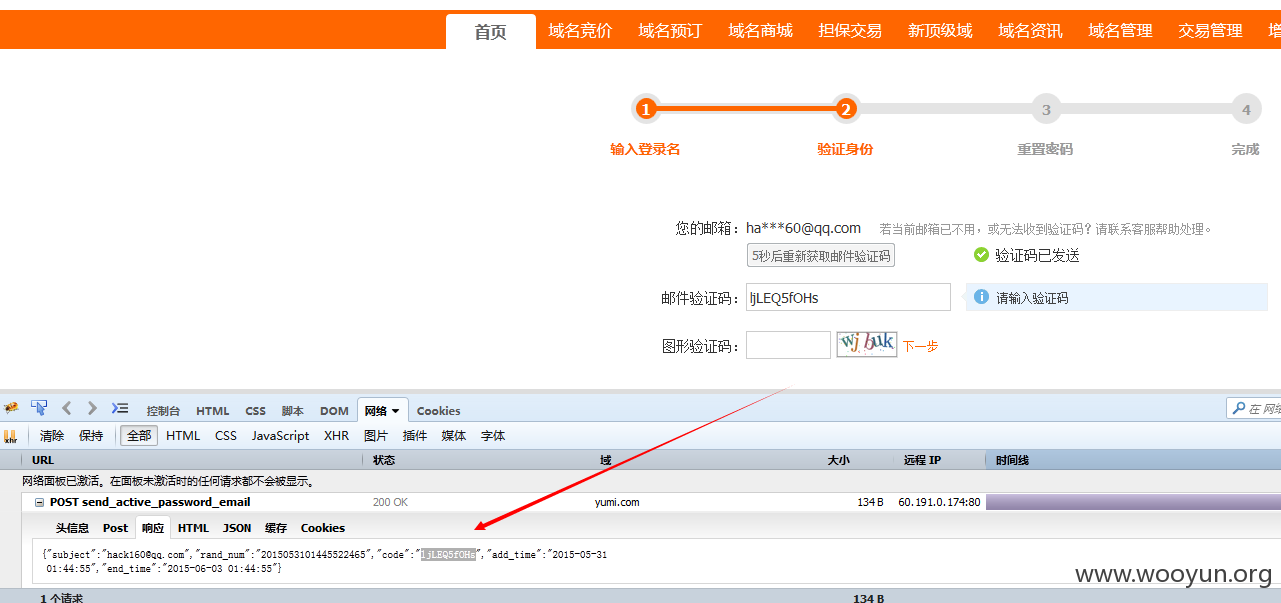 首页 域名竞价 域名预订 域名商城 担保交易 新顶级域 域名资讯 域名管理 交易管理 增
1 2 3 4
输入登录名 验证身份 重置密码 完成
您的邮箱： ha***60@qq.com 若当前邮箱已不用，或无法收到验证码？请联系客服帮助处理。
5秒后重新获取邮件验证码 验证码已发送
邮件验证码： ljLEQ5fOHs 请输入验证码
图形验证码： wj buk 下一步
控制台 HTML CSS 脚本 DOM 网络 Cookies 在 网络
xhr 清除 保持 全部 HTML CSS JavaScript XHR 图片 插件 媒体 字体
URL 状态 域 大小 远程 IP 时间线
网络面板已激活。在面板未激活时的任何请求都不会被显示。
POST send_active_password_email 200 OK yumi.com 134 B 60.191.0.174:80
头信息 Post 响应 HTML JSON 缓存 Cookies
{"subject":"hack160@qq.com","rand_num":"2015053101445522465","code":"ljLEQ5fOHs","add_time":"2015-05-31
01:44:55","end_time":"2015-06-03 01:44:55"}
www.wooyun.org
1 个请求 134 B